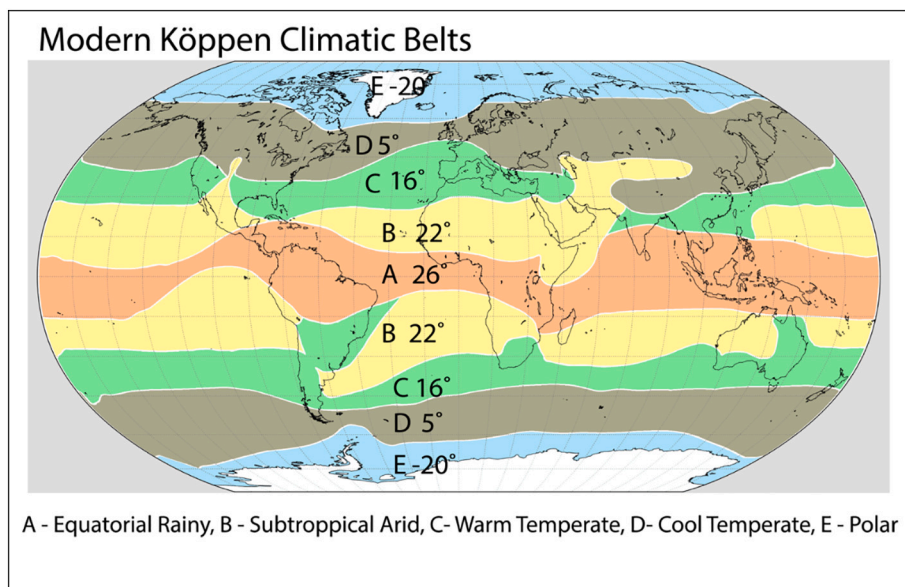 Modern Köppen Climatic Belts
E -20°
D 5°
C 16°
B 22°
A 26°
B 22°
C 16°
D 5°
E -20°
A - Equatorial Rainy, B - Subtroppical Arid, C- Warm Temperate, D- Cool Temperate, E - Polar